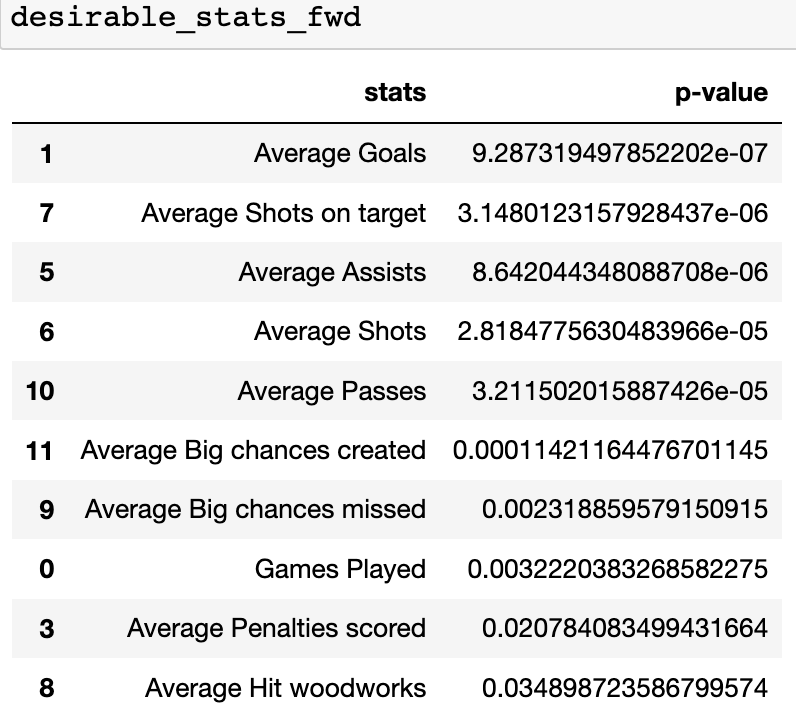 desirable_stats_fwd
stats p-value
1 Average Goals 9.287319497852202e-07
7 Average Shots on target 3.1480123157928437e-06
5 Average Assists 8.642044348088708e-06
6 Average Shots 2.8184775630483966e-05
10 Average Passes 3.211502015887426e-05
11 Average Big chances created 0.00011421164476701145
9 Average Big chances missed 0.002318859579150915
0 Games Played 0.0032220383268582275
3 Average Penalties scored 0.020784083499431664
8 Average Hit woodworks 0.034898723586799574